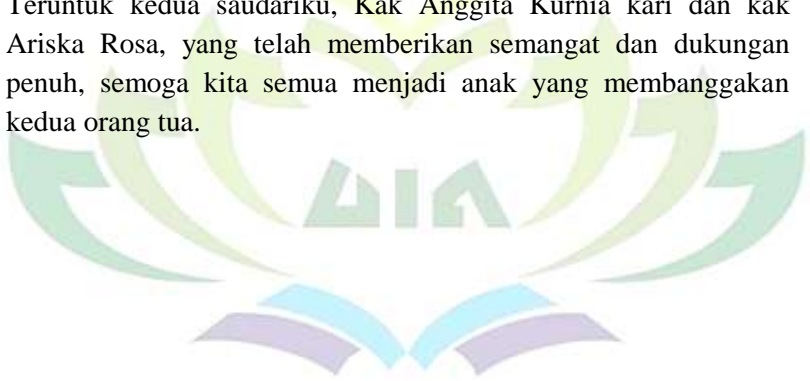 Teruntuk kedua saudariku, Kak Anggita Kurnia kari dan kak
Ariska Rosa, yang telah memberikan semangat dan dukungan
penuh, semoga kita semua menjadi anak yang membanggakan
kedua orang tua.
UIN